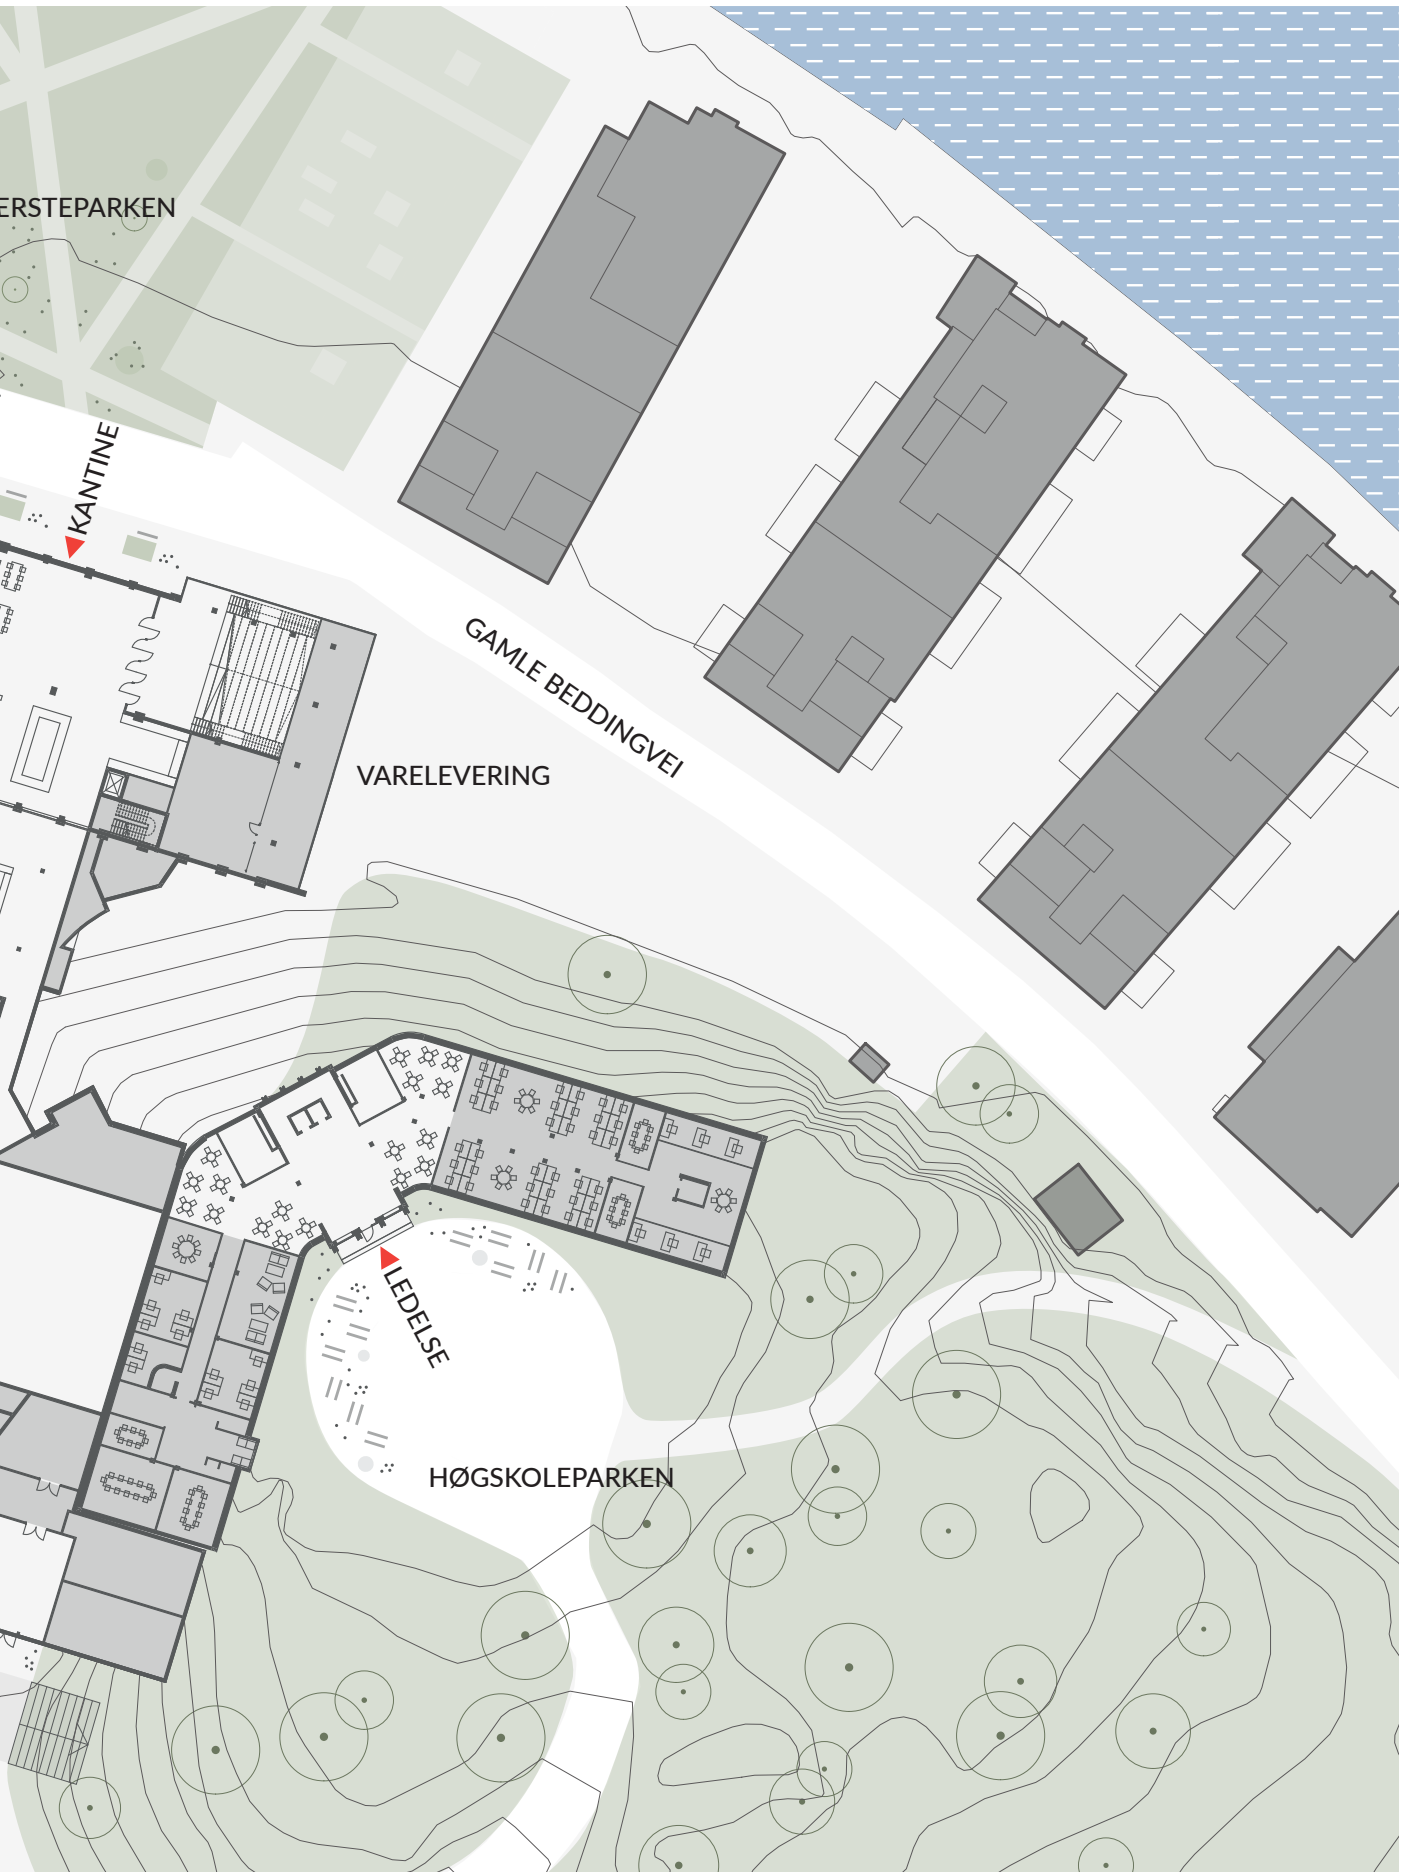 ERSTEPARKEN
KANTINE
GAMLE BEDDINGVEI
VARELEVERING
LEDELSE
HØGSKOLEPARKEN